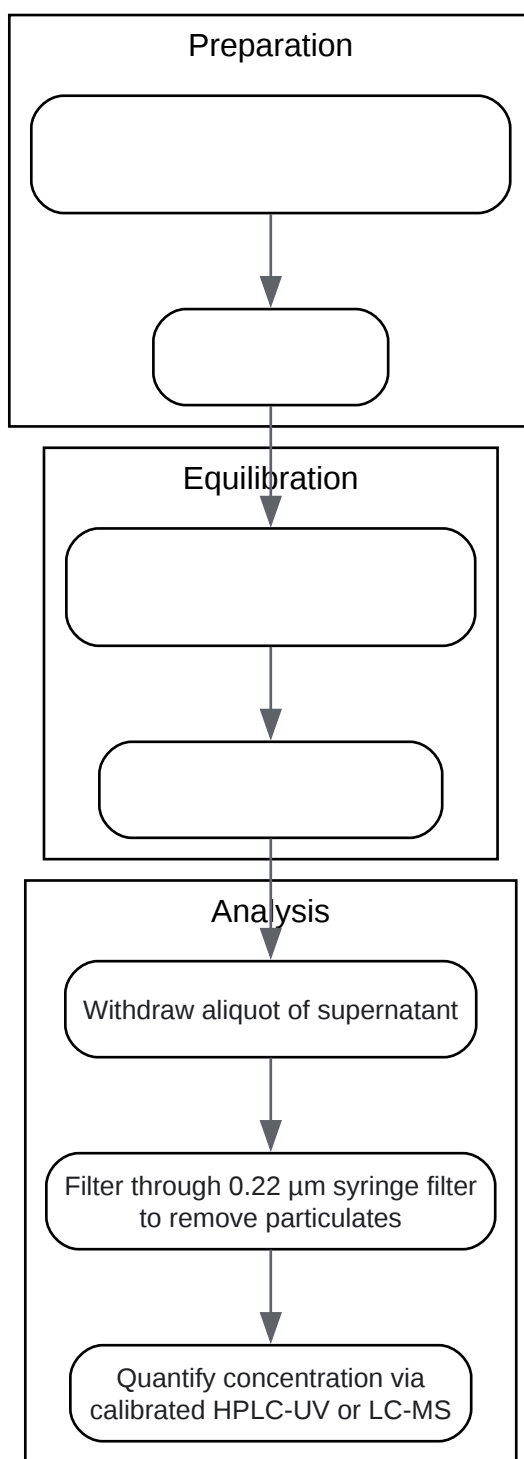 Preparation
Equilibration
Analysis
Withdraw aliquot of supernatant
Filter through 0.22 µm syringe filter
to remove particulates
Quantify concentration via
calibrated HPLC-UV or LC-MS